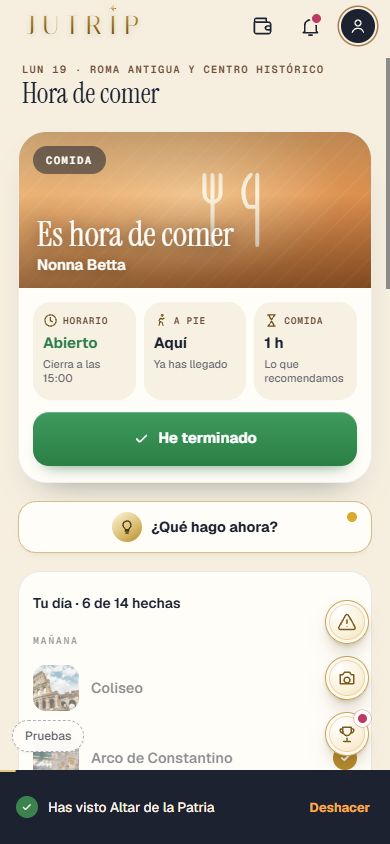 JUTRIP
LUN 19 · ROMA ANTIGUA Y CENTRO HISTÓRICO
Hora de comer
COMIDA
Es hora de comer
Nonna Betta
HORARIO
Abierto
Cierra a las
15:00
A PIE
Aquí
Ya has llegado
COMIDA
1 h
Lo que
recomendamos
He terminado
¿Qué hago ahora?
Tu día · 6 de 14 hechas
MAÑANA
Coliseo
Pruebas
Arco de Constantino
Has visto Altar de la Patria
Deshacer